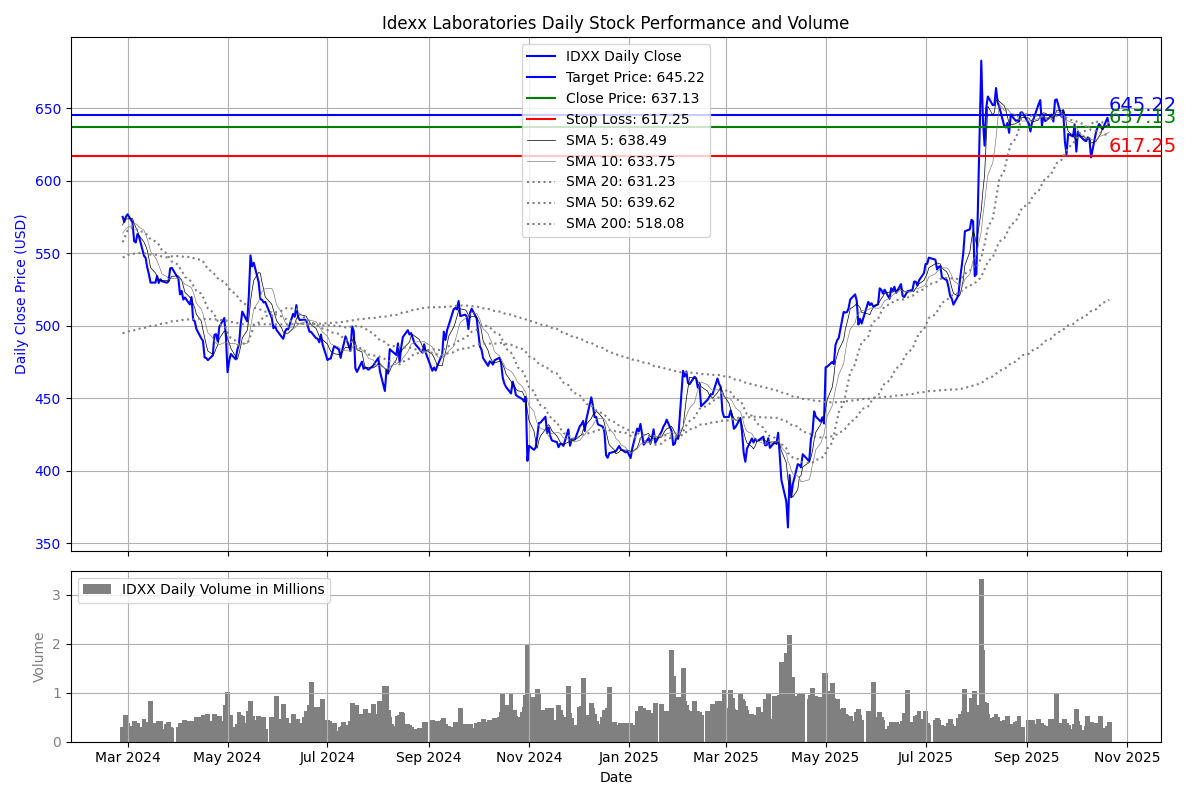 Idexx Laboratories Daily Stock Performance and Volume
Daily Close Price (USD)
650
600
550
500
450
400
350
IDXX Daily Close
Target Price: 645.22
Close Price: 637.13
Stop Loss: 617.25
SMA 5: 638.49
SMA 10: 633.75
SMA 20: 631.23
SMA 50: 639.62
SMA 200: 518.08
645.22
637.13
617.25
Volume
3
2
1
0
IDXX Daily Volume in Millions
Mar 2024
May 2024
Jul 2024
Sep 2024
Nov 2024
Jan 2025
Mar 2025
May 2025
Jul 2025
Sep 2025
Nov 2025
Date